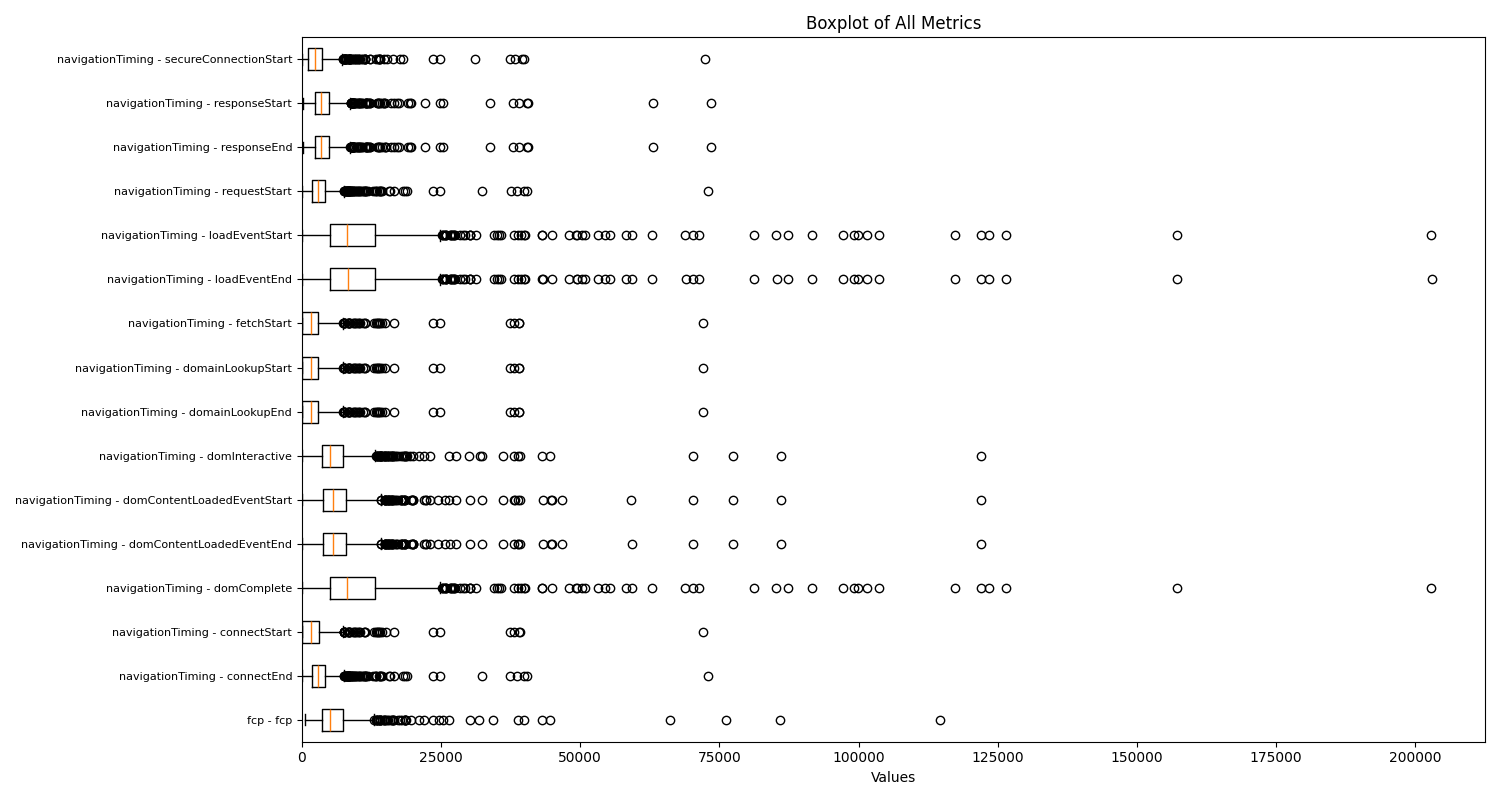 Boxplot of All Metrics
navigationTiming - secureConnectionStart
navigationTiming - responseStart
navigationTiming - responseEnd
navigationTiming - requestStart
navigationTiming - loadEventStart
navigationTiming - loadEventEnd
navigationTiming - fetchStart
navigationTiming - domainLookupStart
navigationTiming - domainLookupEnd
navigationTiming - domInteractive
navigationTiming - domContentLoadedEventStart
navigationTiming - domContentLoadedEventEnd
navigationTiming - domComplete
navigationTiming - connectStart
navigationTiming - connectEnd
fcp - fcp
0 25000 50000 75000 100000 125000 150000 175000 200000
Values